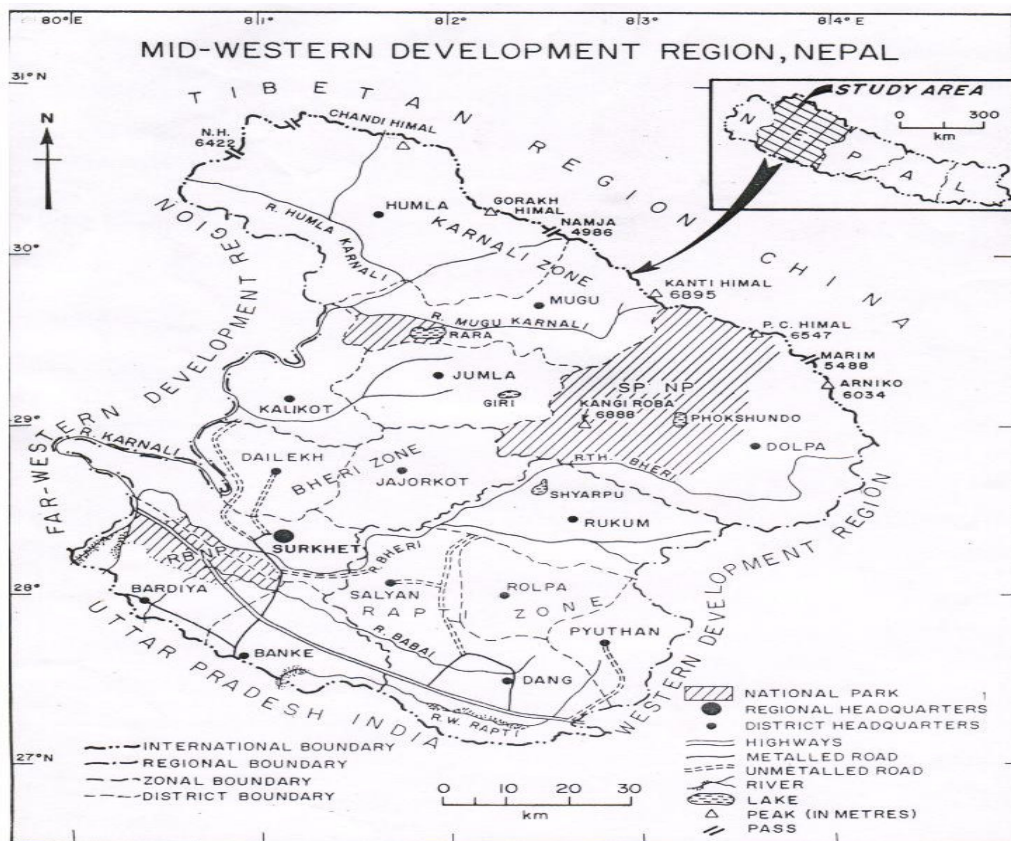 80°E 81° 82° 83° 84°E
MID-WESTERN DEVELOPMENT REGION, NEPAL
31°N
30°
29°
28°
27°N
N
TIBETAN REGION CHINA
STUDY AREA
0 300
km
NEPAL
N.H.
6422
CHANDI HIMAL
HUMLA
GORAKH
HIMAL
NAMJA
4986
R. HUMLA KARNALI
KARNALI ZONE
MUGU
KANTI HIMAL
6895
R. MUGU KARNALI
RARA
P.C. HIMAL
6547
MARIM
5488
ARNIKO
6034
JUMLA
GIRI
SP NP
KANGI ROBA
6888
PHOKSHUNDO
KALIKOT
DOLPA
FAR-WESTERN DEVELOPMENT REGION
R. KARNALI
DAILEKH
BHERI ZONE
JAJORKOT
R.TH. BHERI
SHYARPU
RUKUM
SURKHET
R. BHERI
RB NP
BARDIYA
SALYAN
ROLPA
RAPTI ZONE
R. BABAI
PYUTHAN
BANKE
DANG
R.W. RAPTI
UTTAR PRADESH INDIA
WESTERN DEVELOPMENT REGION
INTERNATIONAL BOUNDARY
REGIONAL BOUNDARY
ZONAL BOUNDARY
DISTRICT BOUNDARY
0 10 20 30
km
NATIONAL PARK
REGIONAL HEADQUARTERS
DISTRICT HEADQUARTERS
HIGHWAYS
METALLED ROAD
UNMETALLED ROAD
RIVER
LAKE
PEAK (IN METRES)
PASS